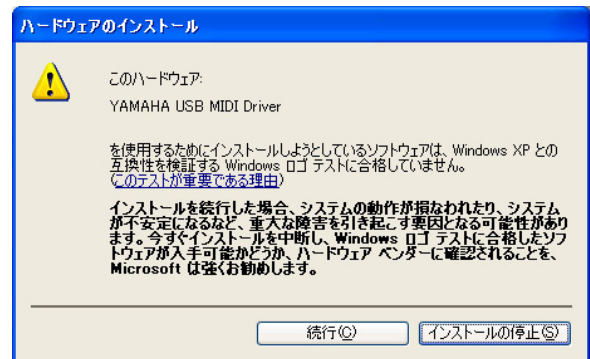 ハードウェアのインストール
このハードウェア:
YAMAHA USB MIDI Driver
を使用するためにインストールしようとしているソフトウェアは、Windows XP との
互換性を検証する Windows ロゴ テストに合格していません。
(このテストが重要である理由)
インストールを続行した場合、システムの動作が損なわれたり、システム
が不安定になるなど、重大な障害を引き起こす要因となる可能性があり
ます。今すぐインストールを中断し、Windows ロゴ テストに合格したソフ
トウェアが入手可能かどうか、ハードウェア ベンダーに確認されることを、
Microsoft は強くお勧めします。
続行(C)
インストールの停止(S)